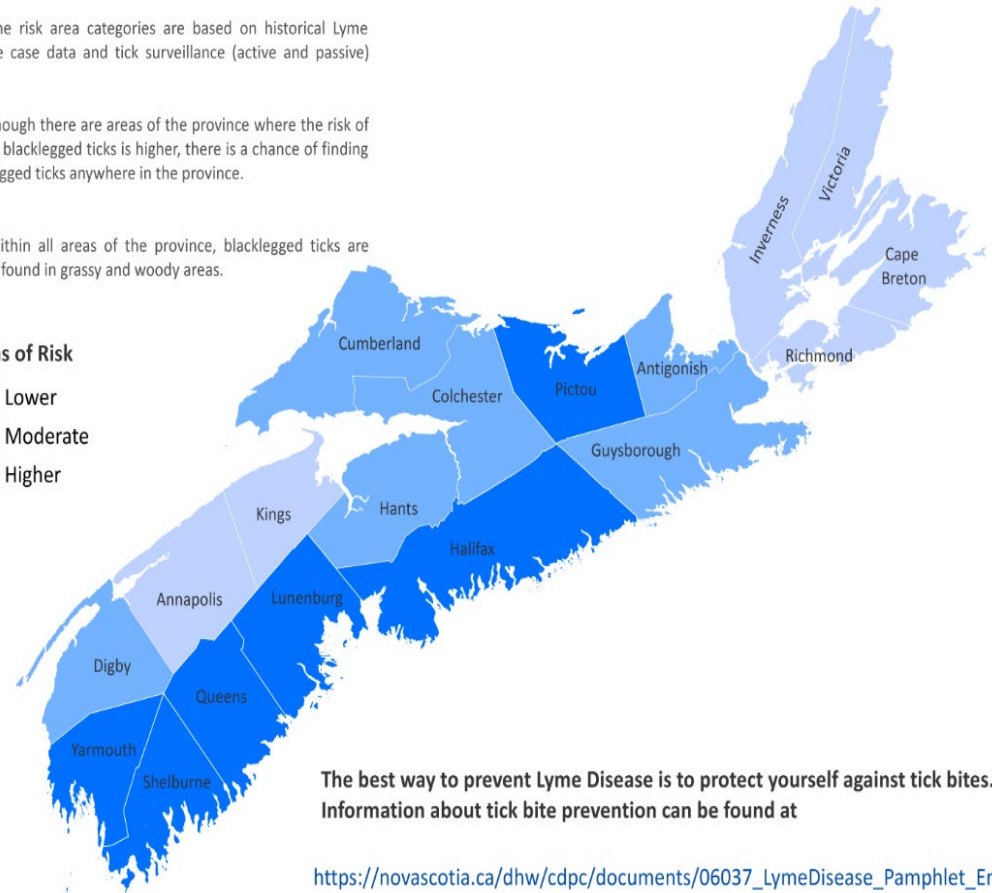 ne risk area categories are based on historical Lyme
e case data and tick surveillance (active and passive)
ough there are areas of the province where the risk of
blacklegged ticks is higher, there is a chance of finding
gged ticks anywhere in the province.
ithin all areas of the province, blacklegged ticks are
found in grassy and woody areas.
s of Risk
Lower
Moderate
Higher
Inverness
Victoria
Cape
Breton
Richmond
Cumberland
Colchester
Pictou
Antigonish
Guysborough
Kings
Hants
Halifax
Annapolis
Lunenburg
Digby
Queens
Yarmouth
Shelburne
The best way to prevent Lyme Disease is to protect yourself against tick bites.
Information about tick bite prevention can be found at
https://novascotia.ca/dhw/cdpc/documents/06037_LymeDisease_Pamphlet_En